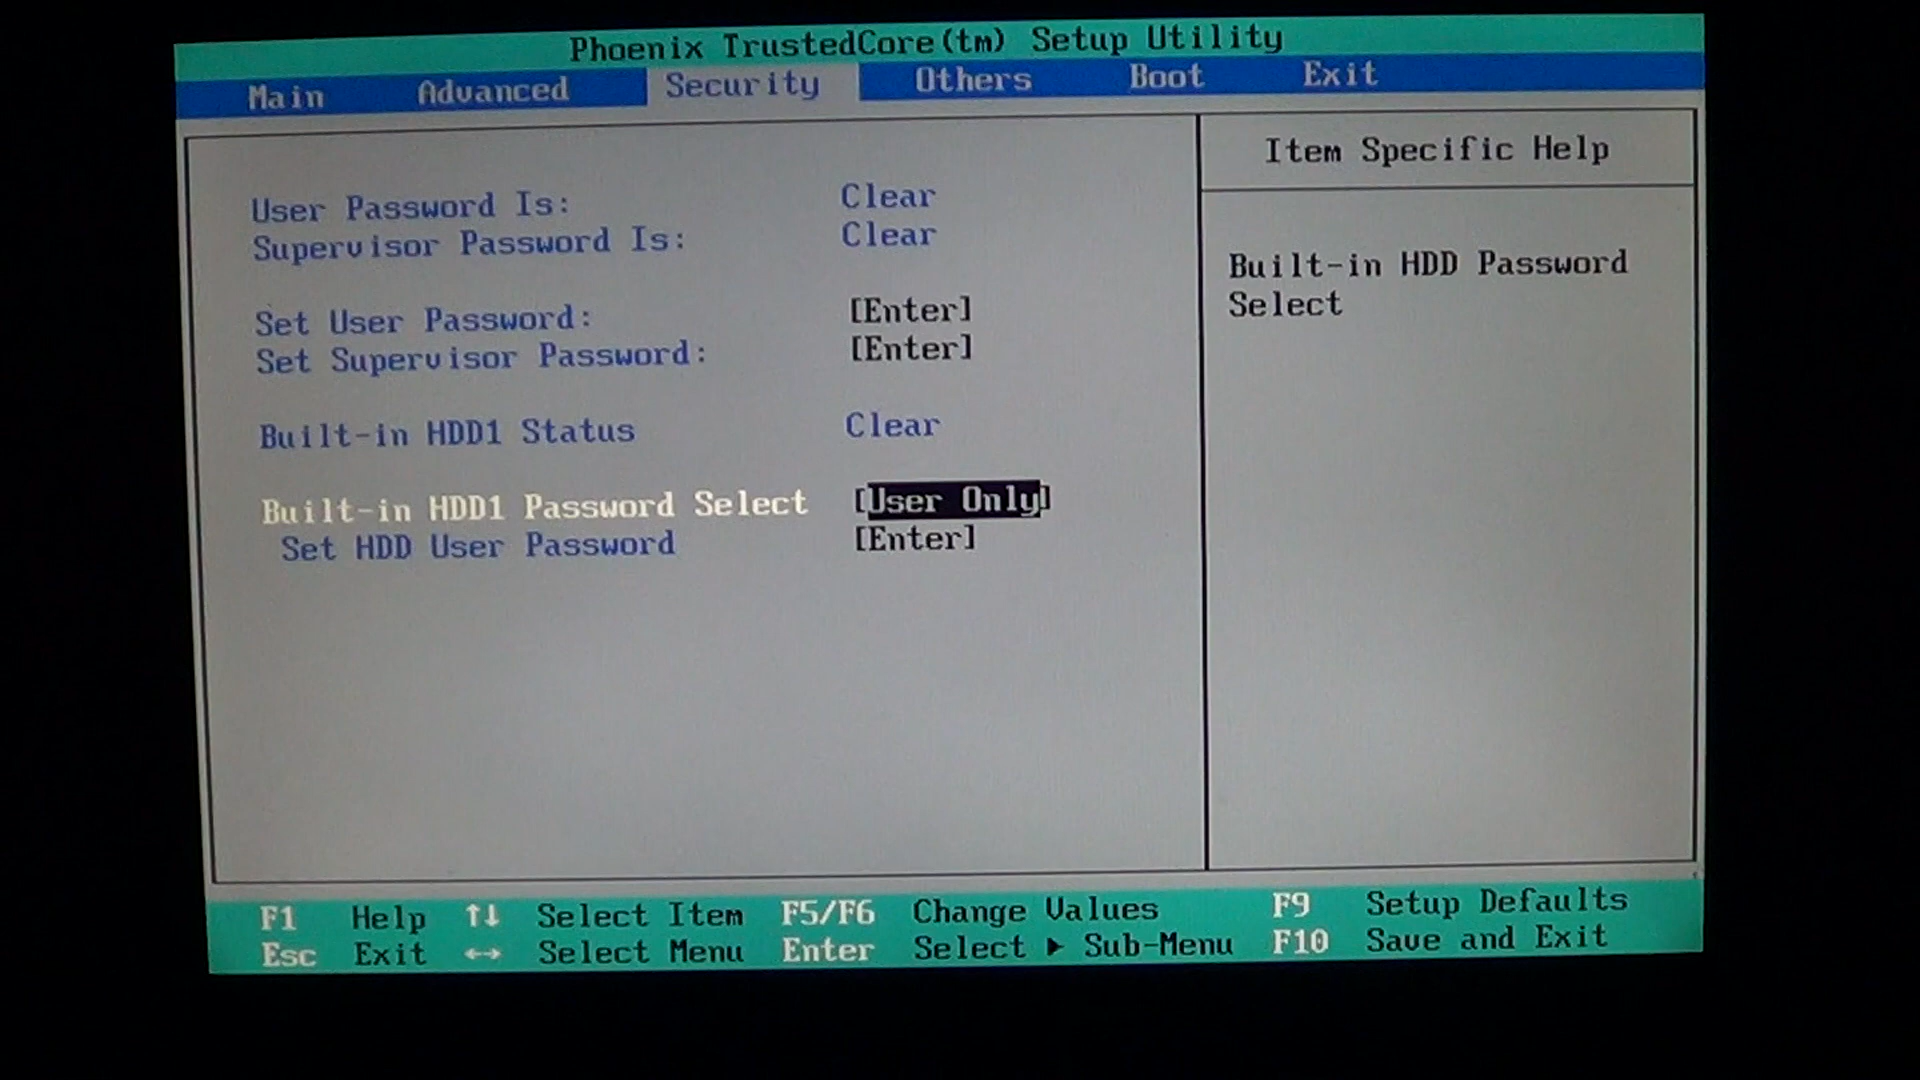 Phoenix TrustedCore(tm) Setup Utility
Main Advanced Security Others Boot Exit
Item Specific Help
User Password Is: Clear
Supervisor Password Is: Clear
Set User Password: [Enter]
Set Supervisor Password: [Enter]
Built-in HDD1 Status Clear
Built-in HDD1 Password Select [User Only]
Set HDD User Password [Enter]
Built-in HDD Password
Select
F1 Help ↑↓ Select Item F5/F6 Change Values F9 Setup Defaults
Esc Exit ←→ Select Menu Enter Select ▶ Sub-Menu F10 Save and Exit